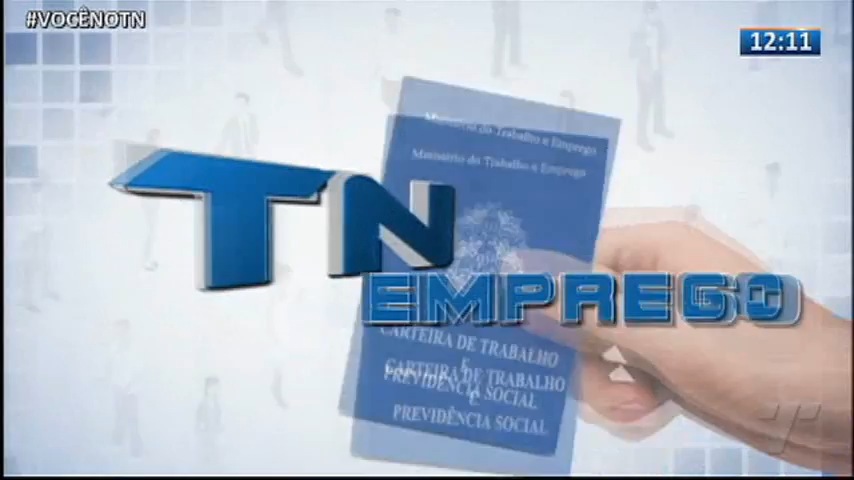 #VOCÊNOTN
12:11
Ministério do Trabalho e Emprego
Ministério do Trabalho e Emprego
TN
EMPREGO
CARTEIRA DE TRABALHO
E
CARTEIRA DE TRABALHO
PREVIDÊNCIA SOCIAL
E
PREVIDÊNCIA SOCIAL